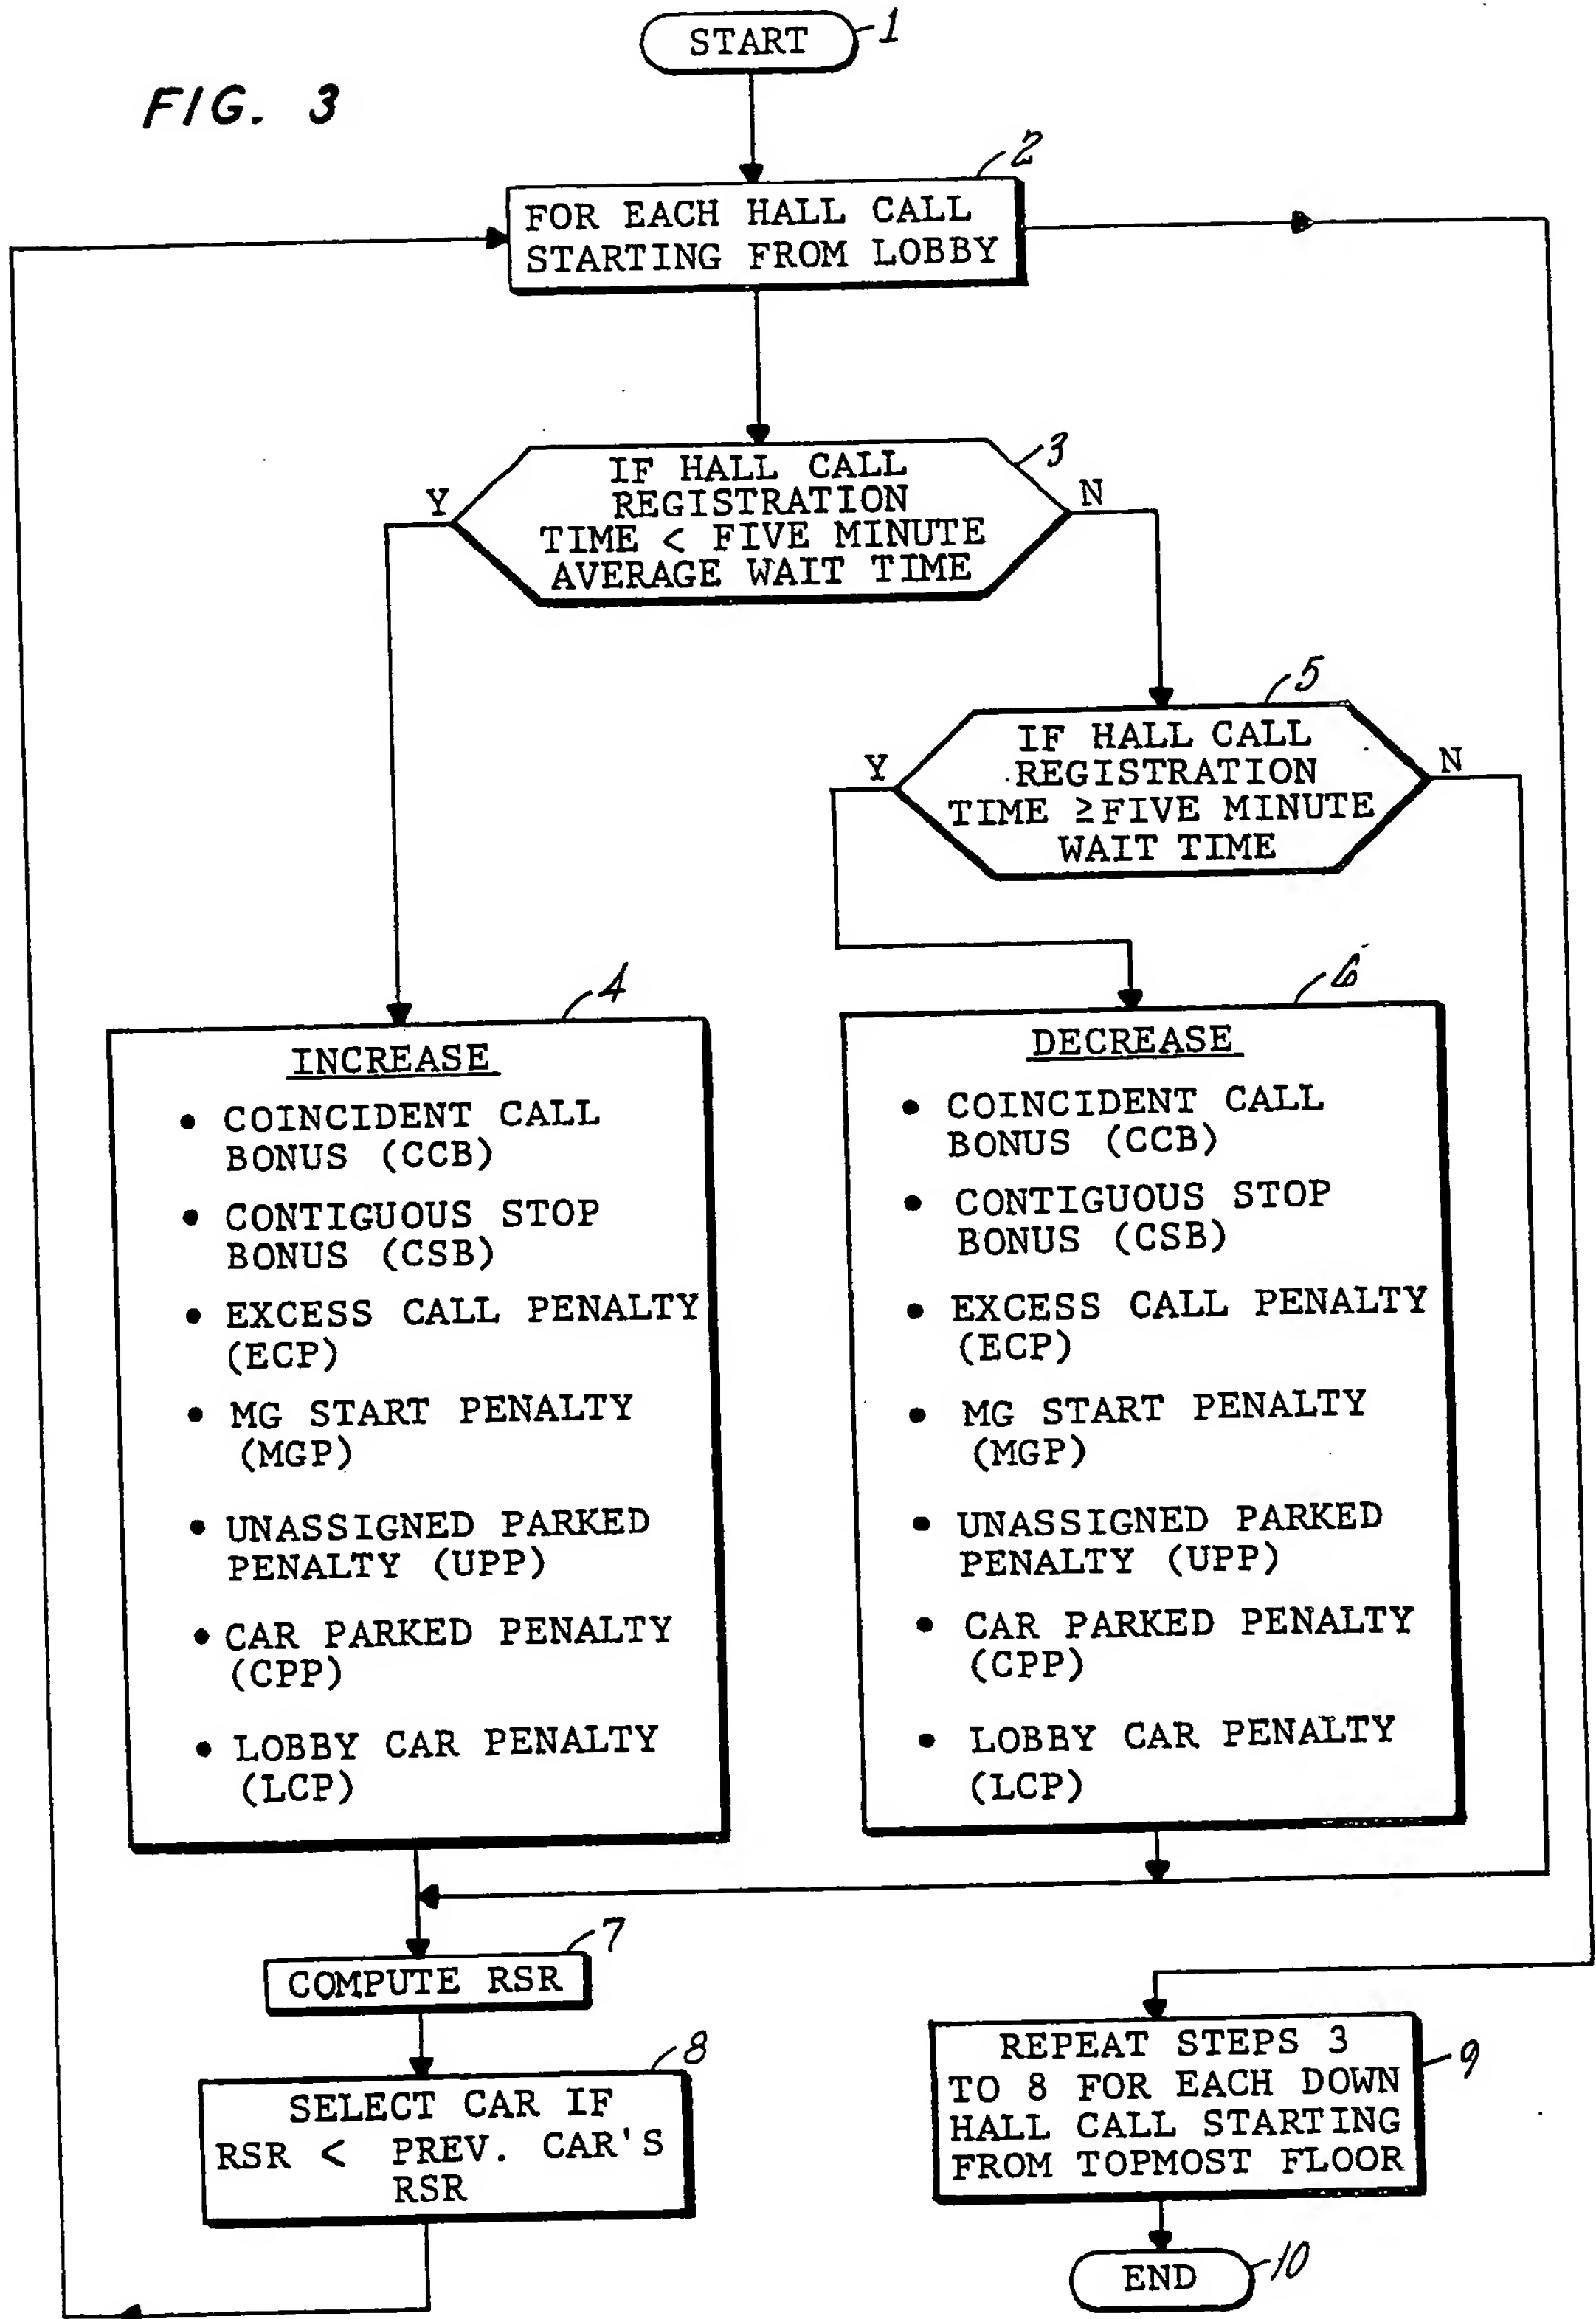 START
1
FIG. 3
2
FOR EACH HALL CALL
STARTING FROM LOBBY
3
IF HALL CALL
REGISTRATION
TIME < FIVE MINUTE
AVERAGE WAIT TIME
Y
N
5
IF HALL CALL
REGISTRATION
TIME ≥ FIVE MINUTE
WAIT TIME
Y
N
4
INCREASE
• COINCIDENT CALL
BONUS (CCB)
• CONTIGUOUS STOP
BONUS (CSB)
• EXCESS CALL PENALTY
(ECP)
• MG START PENALTY
(MGP)
• UNASSIGNED PARKED
PENALTY (UPP)
• CAR PARKED PENALTY
(CPP)
• LOBBY CAR PENALTY
(LCP)
6
DECREASE
• COINCIDENT CALL
BONUS (CCB)
• CONTIGUOUS STOP
BONUS (CSB)
• EXCESS CALL PENALTY
(ECP)
• MG START PENALTY
(MGP)
• UNASSIGNED PARKED
PENALTY (UPP)
• CAR PARKED PENALTY
(CPP)
• LOBBY CAR PENALTY
(LCP)
7
COMPUTE RSR
8
SELECT CAR IF
RSR < PREV. CAR'S
RSR
9
REPEAT STEPS 3
TO 8 FOR EACH DOWN
HALL CALL STARTING
FROM TOPMOST FLOOR
END
10